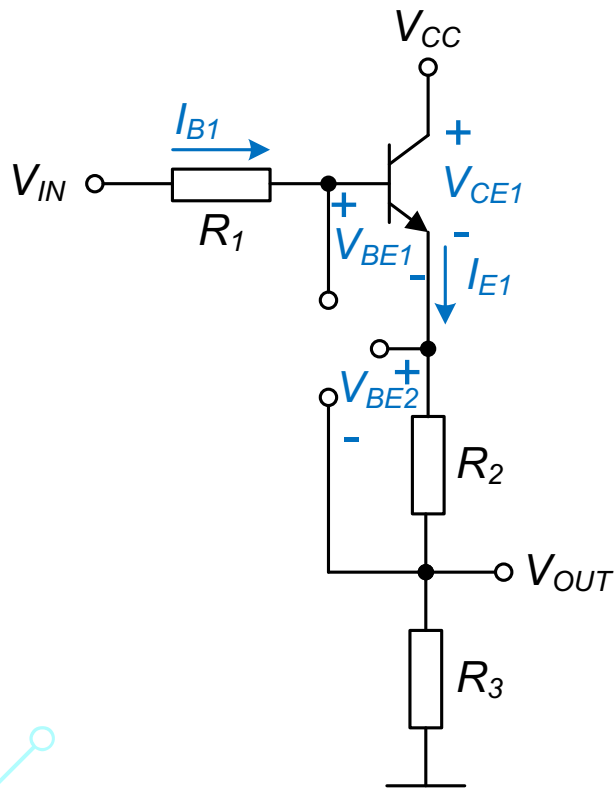 V_CC
I_B1
+
V_IN
V_CE1
R_1
+
-
V_BE1
-
I_E1
+
V_BE2
-
R_2
V_OUT
R_3